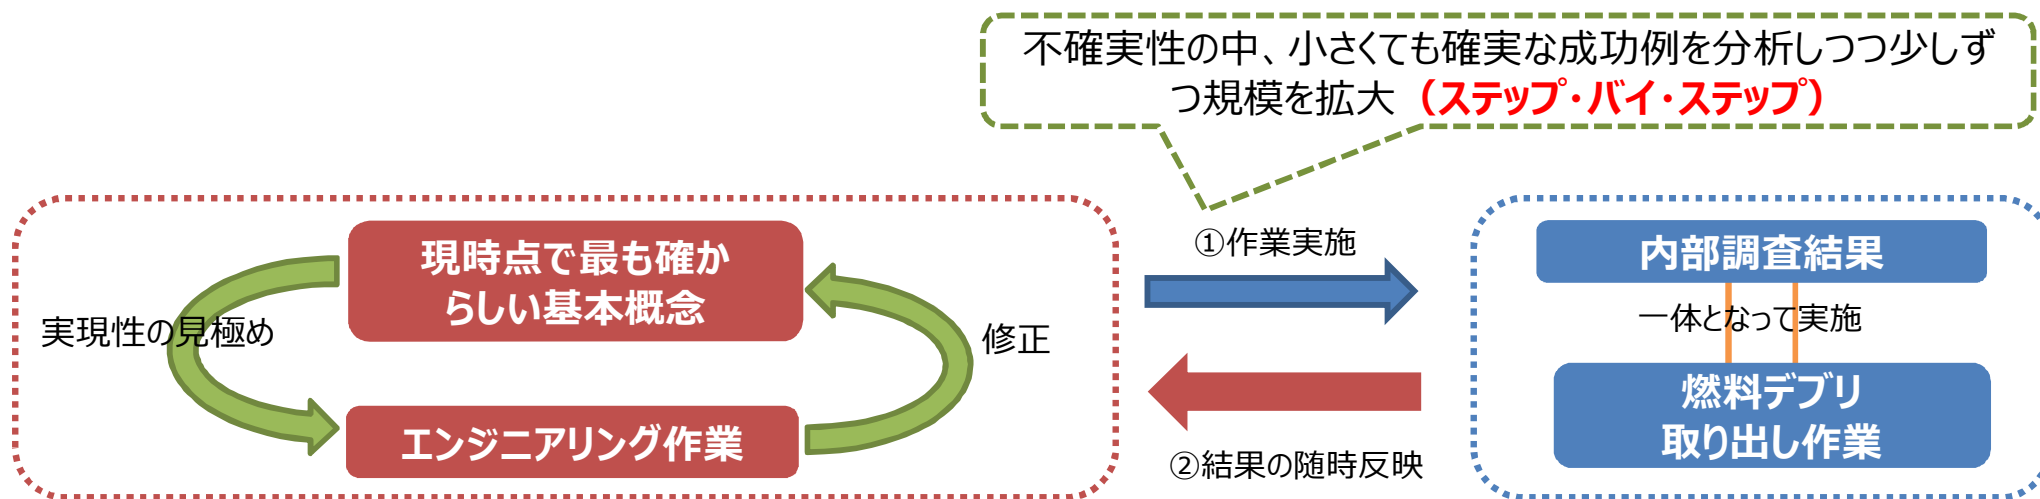 不確実性の中、小さくても確実な成功例を分析しつつ少しず
つ規模を拡大（ステップ・バイ・ステップ）
現時点で最も確か
らしい基本概念
実現性の見極め
修正
エンジニアリング作業
①作業実施
②結果の随時反映
内部調査結果
一体となって実施
燃料デブリ
取り出し作業